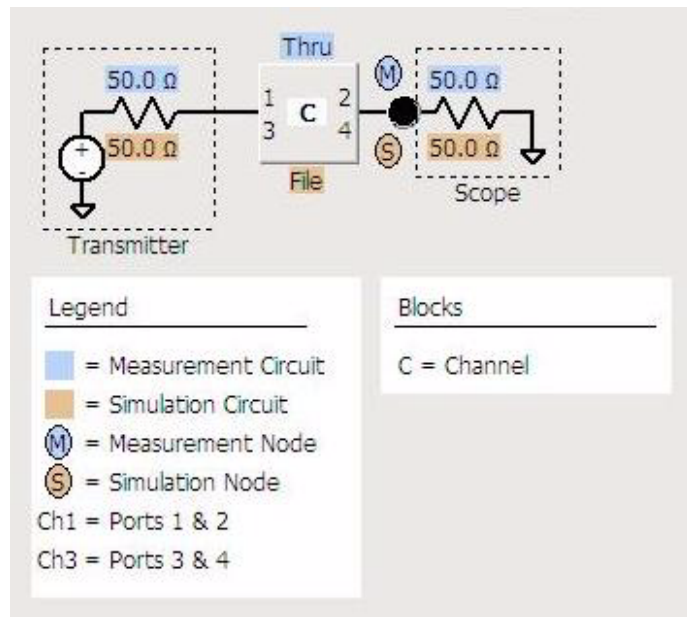 Thru
50.0 Ω
M
50.0 Ω
1 2
C
3 4
+
-
50.0 Ω
S
50.0 Ω
File
Scope
Transmitter
Legend
= Measurement Circuit
= Simulation Circuit
M = Measurement Node
S = Simulation Node
Ch1 = Ports 1 & 2
Ch3 = Ports 3 & 4
Blocks
C = Channel